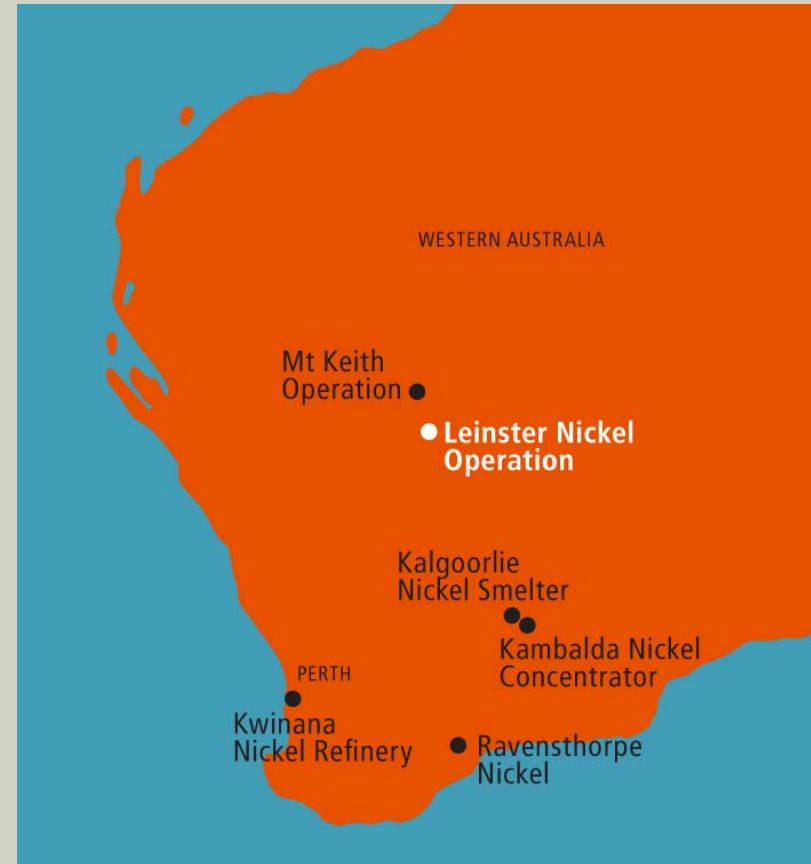 WESTERN AUSTRALIA
Mt Keith
Operation
Leinster Nickel
Operation
Kalgoorlie
Nickel Smelter
Kambalda Nickel
Concentrator
PERTH
Kwinana
Nickel Refinery
Ravensthorpe
Nickel